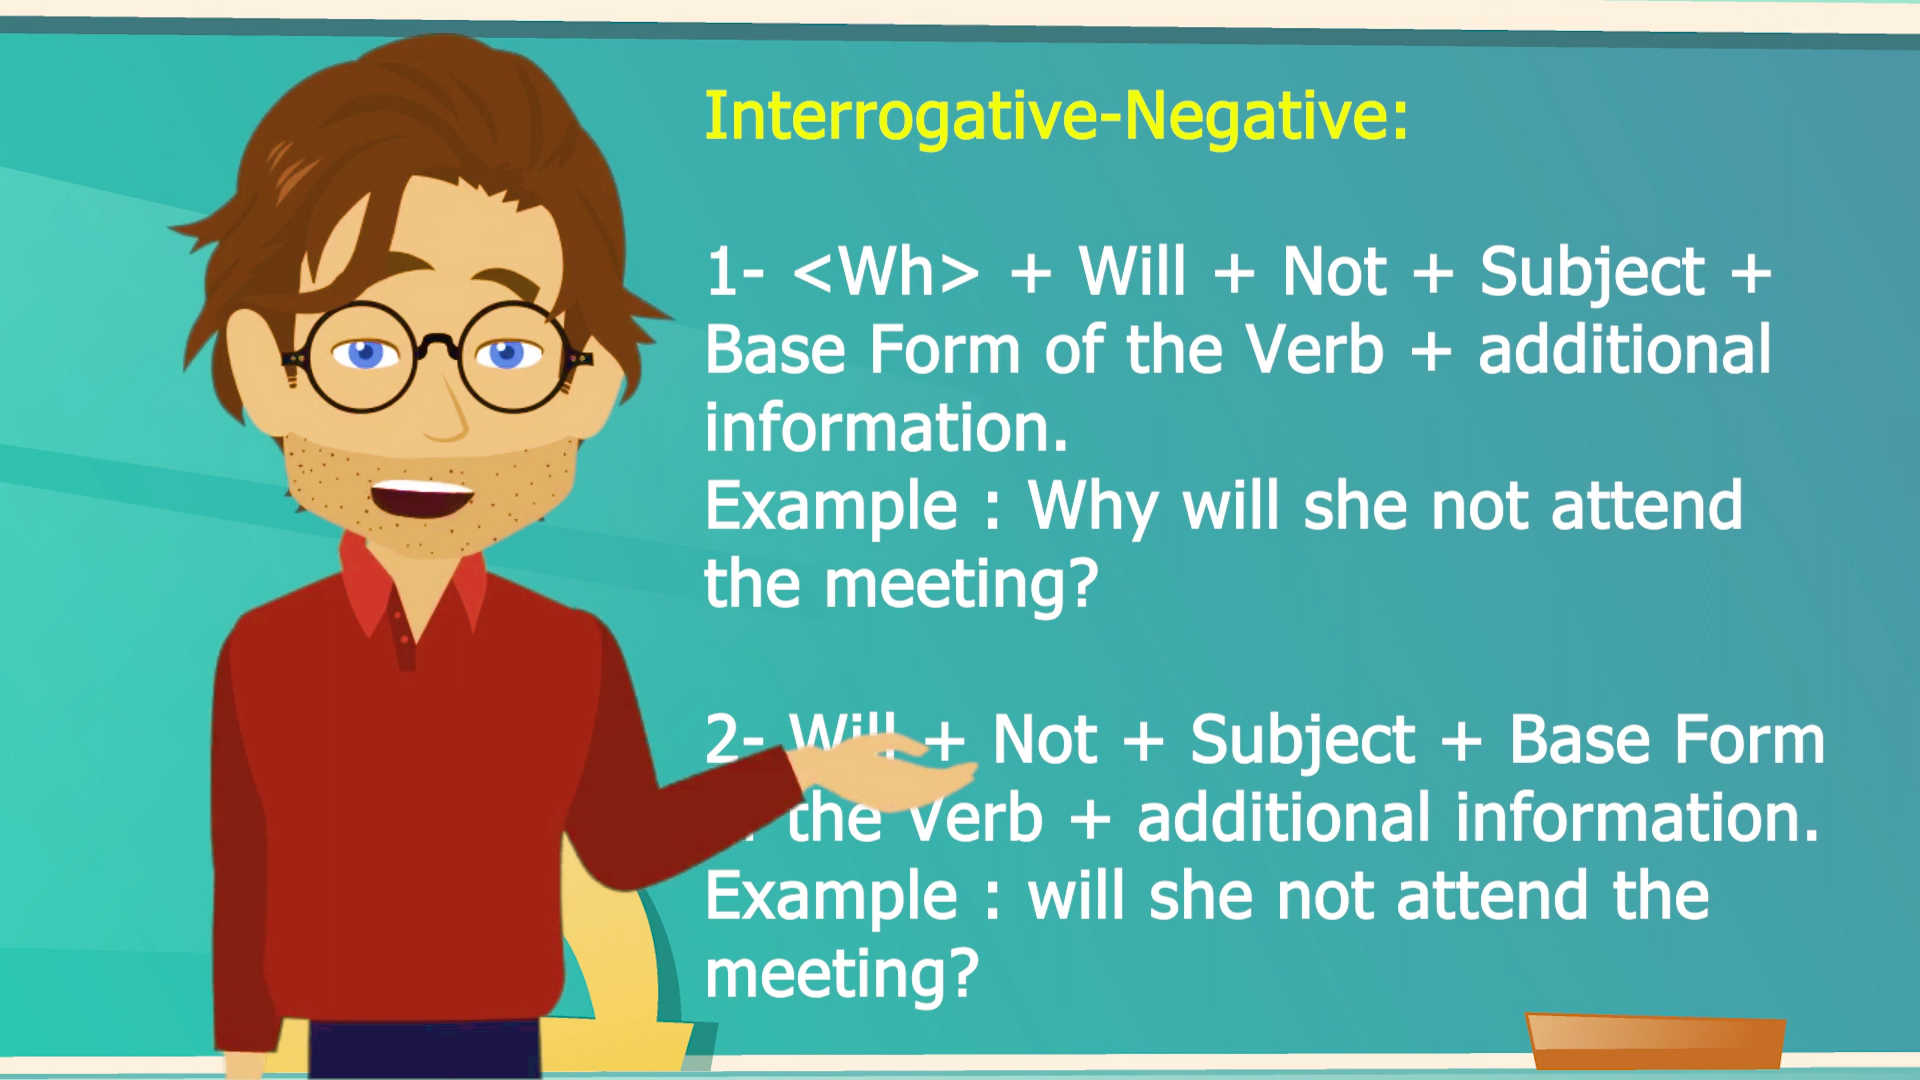 Interrogative-Negative:
1- <Wh> + Will + Not + Subject +
Base Form of the Verb + additional
information.
Example : Why will she not attend
the meeting?
2- Will + Not + Subject + Base Form
the Verb + additional information.
Example : will she not attend the
meeting?